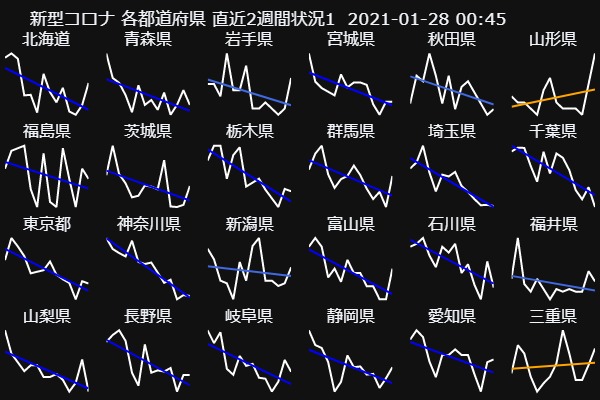 新型コロナ 各都道府県 直近2週間状況1 2021-01-28 00:45
北海道 青森県 岩手県 宮城県 秋田県 山形県
福島県 茨城県 栃木県 群馬県 埼玉県 千葉県
東京都 神奈川県 新潟県 富山県 石川県 福井県
山梨県 長野県 岐阜県 静岡県 愛知県 三重県